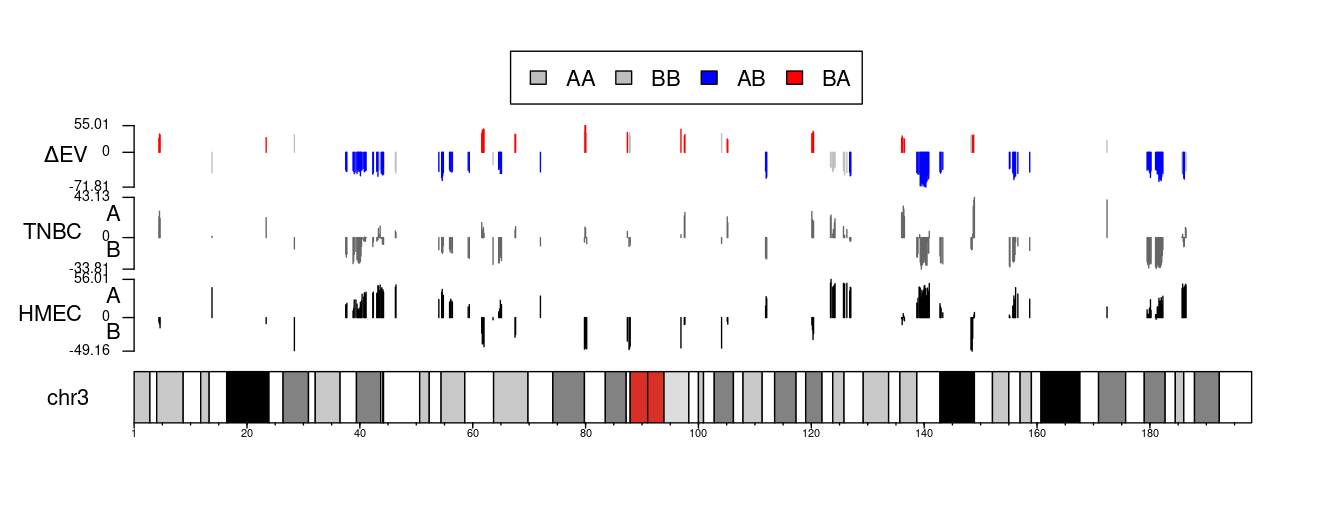 AA BB AB BA
55.01
ΔEV 0
-71.81
43.13
A
TNBC 0
B
-33.81
56.01
A
HMEC 0
B
-49.16
chr3
1 20 40 60 80 100 120 140 160 180